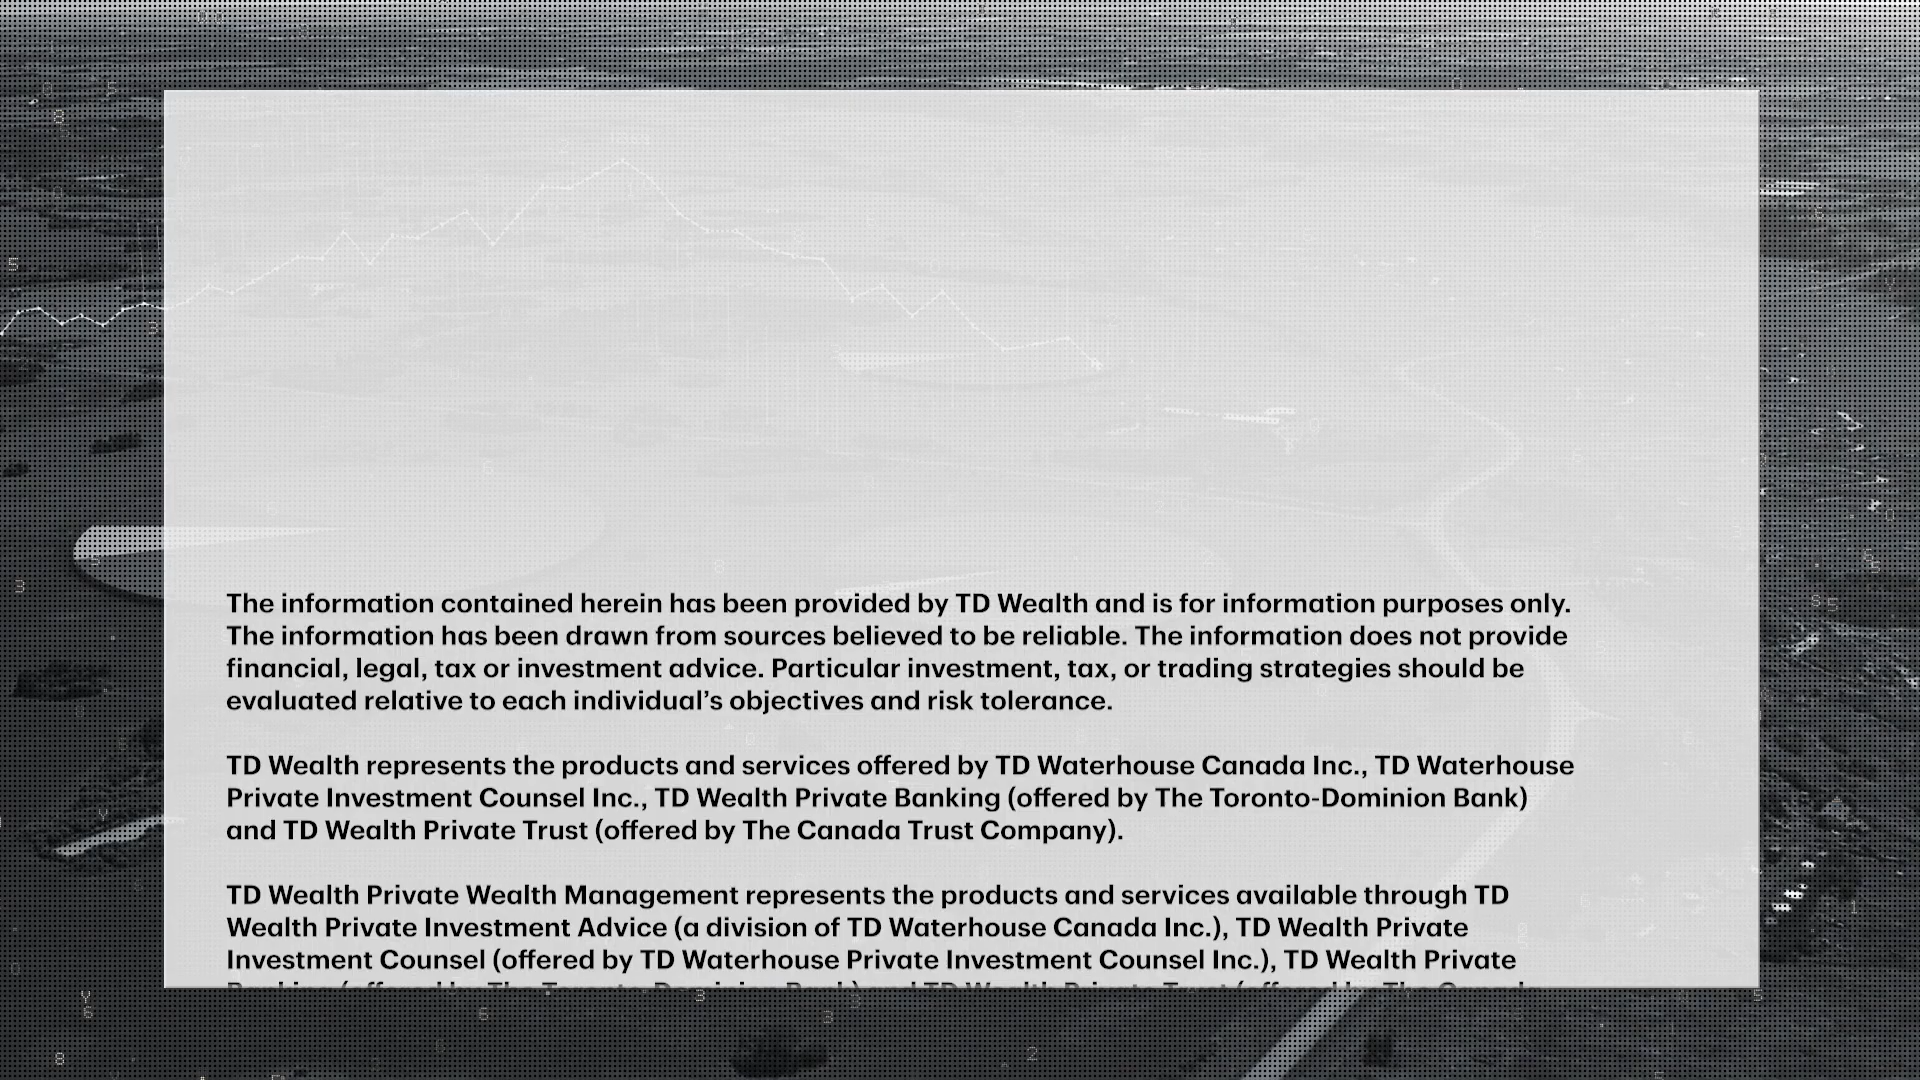 The information contained herein has been provided by TD Wealth and is for information purposes only.
The information has been drawn from sources believed to be reliable. The information does not provide
financial, legal, tax or investment advice. Particular investment, tax, or trading strategies should be
evaluated relative to each individual’s objectives and risk tolerance.
TD Wealth represents the products and services offered by TD Waterhouse Canada Inc., TD Waterhouse
Private Investment Counsel Inc., TD Wealth Private Banking (offered by The Toronto-Dominion Bank)
and TD Wealth Private Trust (offered by The Canada Trust Company).
TD Wealth Private Wealth Management represents the products and services available through TD
Wealth Private Investment Advice (a division of TD Waterhouse Canada Inc.), TD Wealth Private
Investment Counsel (offered by TD Waterhouse Private Investment Counsel Inc.), TD Wealth Private